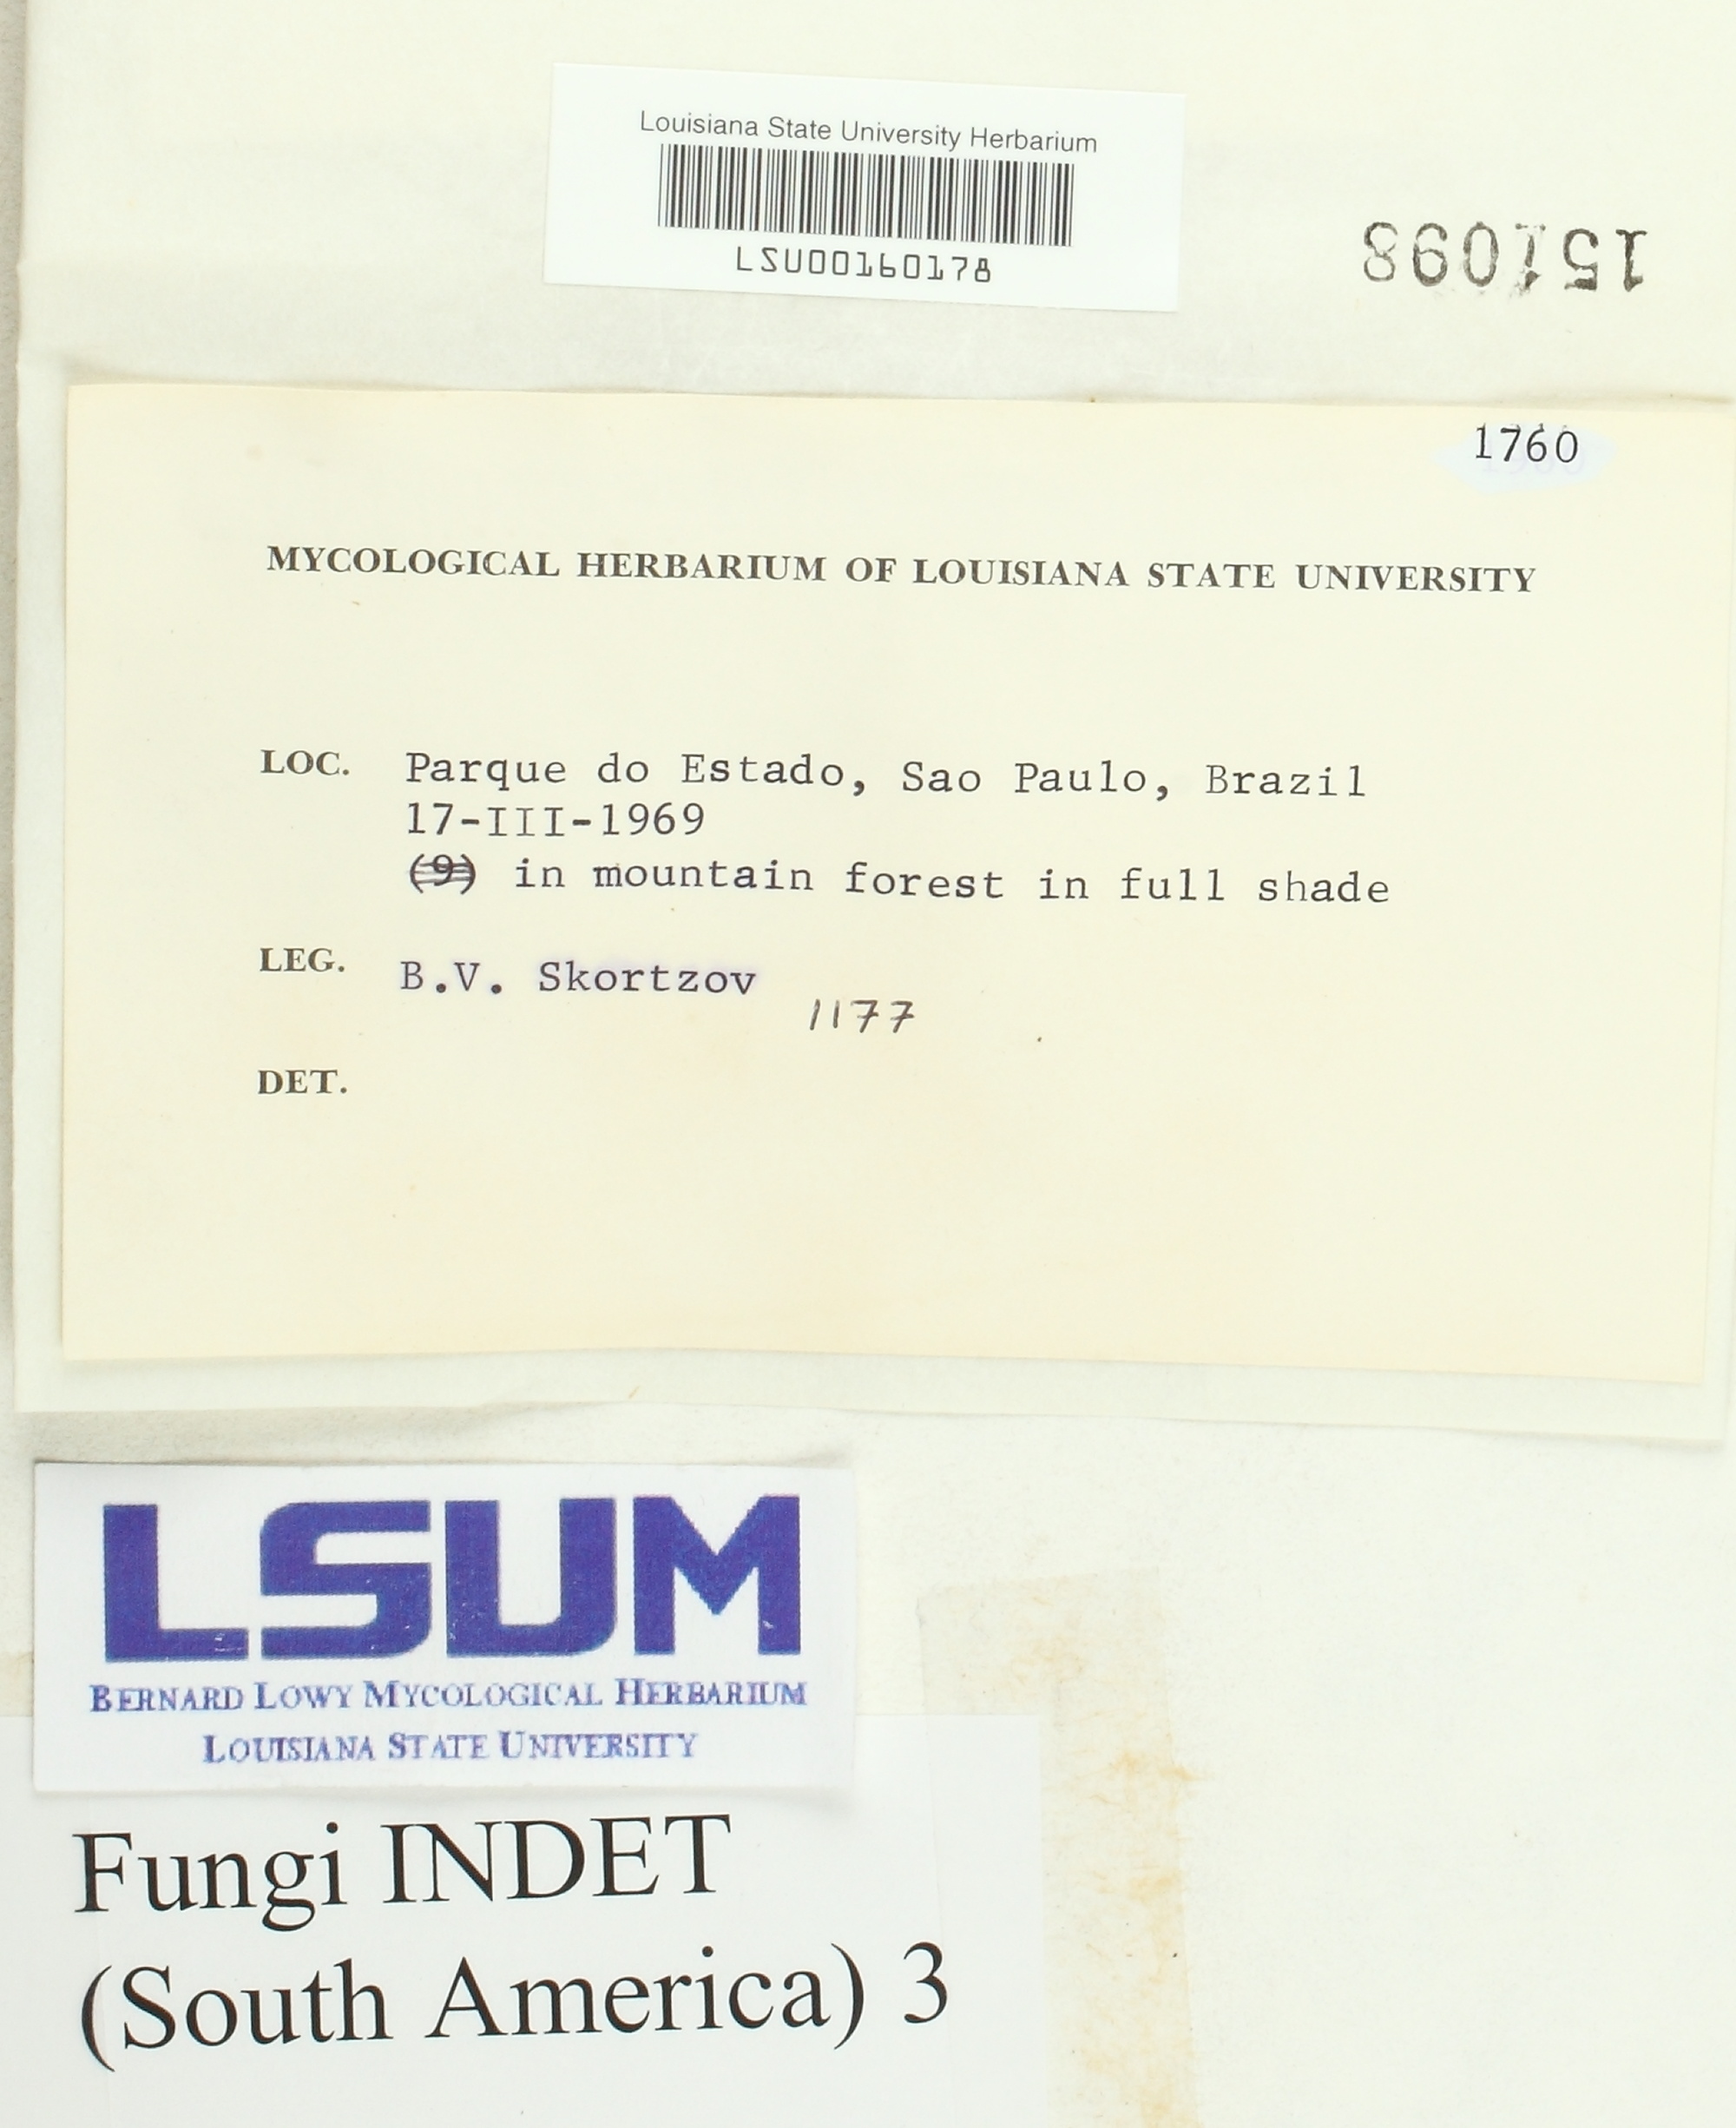 Louisiana State University Herbarium
LSU00160178
151098
1760
MYCOLOGICAL HERBARIUM OF LOUISIANA STATE UNIVERSITY
LOC. Parque do Estado, Sao Paulo, Brazil
17-III-1969
(9) in mountain forest in full shade
LEG. B.V. Skortzov
1177
DET.
LSUM
BERNARD LOWY MYCOLOGICAL HERBARIUM
LOUISIANA STATE UNIVERSITY
Fungi INDET
(South America) 3